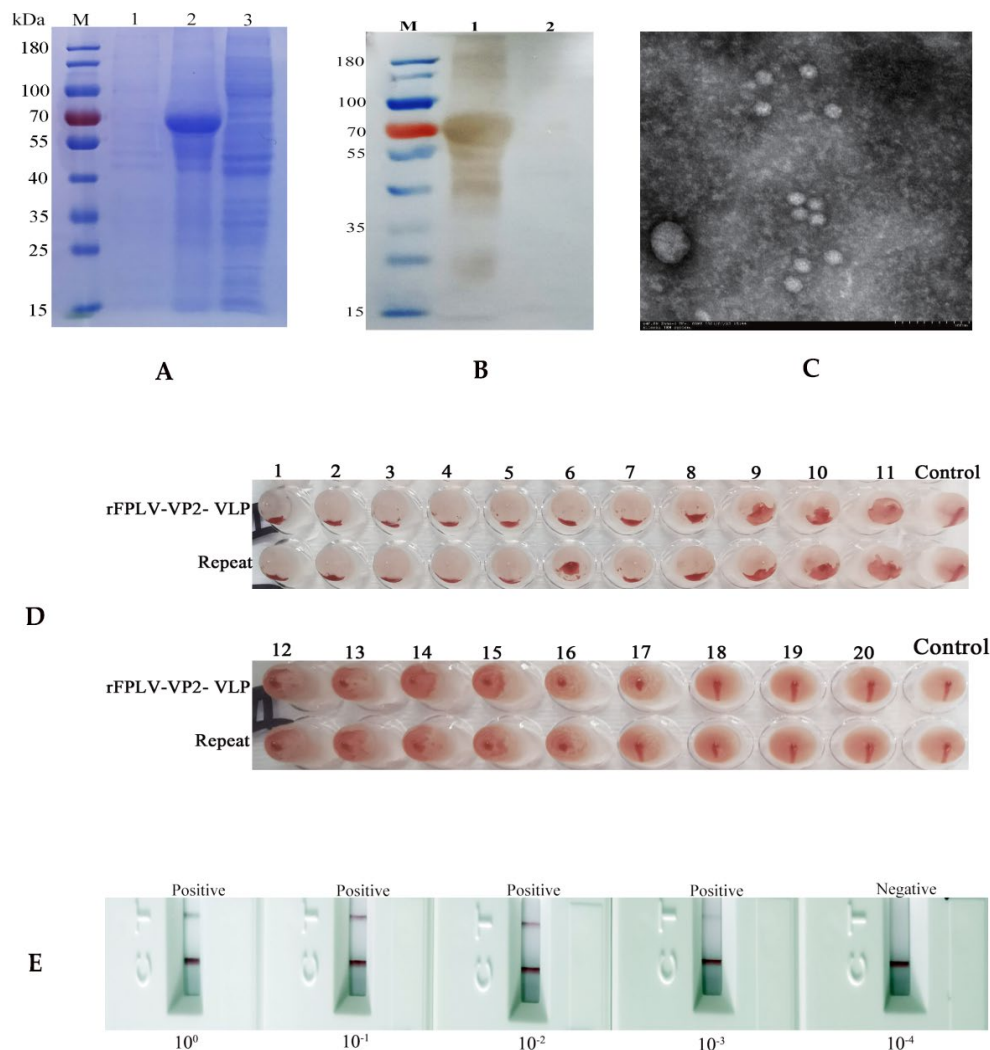 kDa M 1 2 3
180
100
70
55
40
35
25
15
A
M 1 2
180
100
70
55
35
15
B
C
1 2 3 4 5 6 7 8 9 10 11 Control
rFPLV-VP2- VLP
Repeat
D
12 13 14 15 16 17 18 19 20 Control
rFPLV-VP2- VLP
Repeat
Positive Positive Positive Positive Negative
T T T T T
C C C C C
E
10⁰ 10⁻¹ 10⁻² 10⁻³ 10⁻⁴